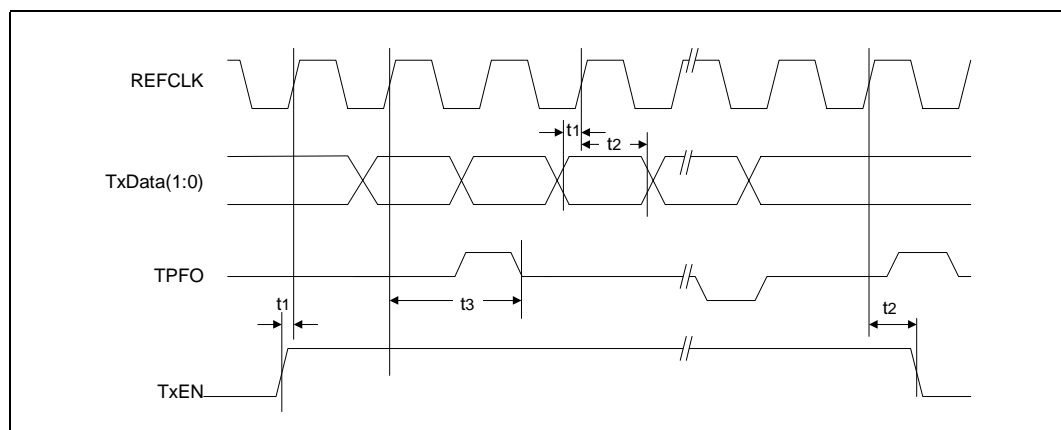 REFCLK
t1
t2
TxData(1:0)
TPFO
t1
t3
t2
TxEN